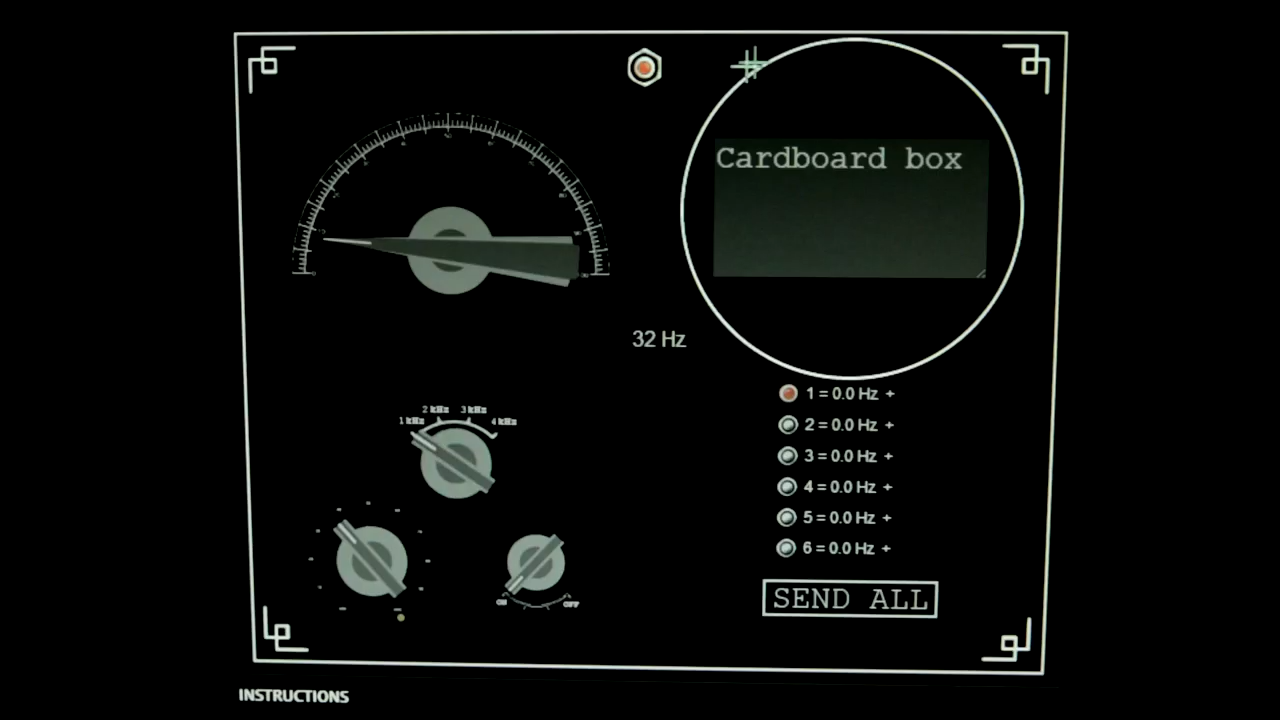 Cardboard box
32 Hz
1 = 0.0 Hz +
2 = 0.0 Hz +
3 = 0.0 Hz +
4 = 0.0 Hz +
5 = 0.0 Hz +
6 = 0.0 Hz +
1 kHz 2 kHz 3 kHz 4 kHz
ON OFF
SEND ALL
INSTRUCTIONS